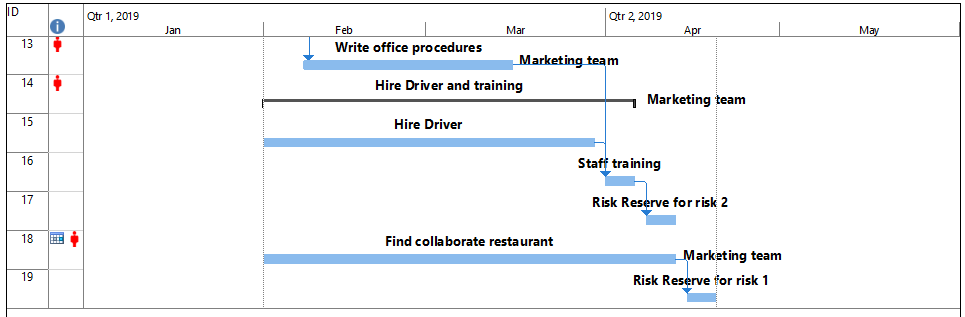 ID
Qtr 1, 2019 Qtr 2, 2019
Jan Feb Mar Apr May
13 Write office procedures
Marketing team
14 Hire Driver and training
Marketing team
15 Hire Driver
16 Staff training
17 Risk Reserve for risk 2
18 Find collaborate restaurant
Marketing team
19 Risk Reserve for risk 1